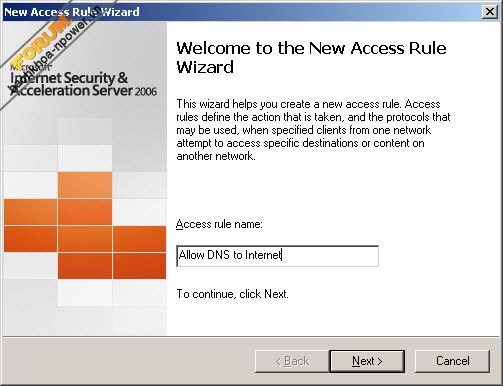 New Access Rule Wizard
FORUM
Microsoft
Internet Security &
Acceleration Server 2006
Welcome to the New Access Rule
Wizard
This wizard helps you create a new access rule. Access
rules define the action that is taken, and the protocols that
may be used, when specified clients from one network
attempt to access specific destinations or content on
another network.
Access rule name:
Allow DNS to Internet
To continue, click Next.
< Back
Next >
Cancel